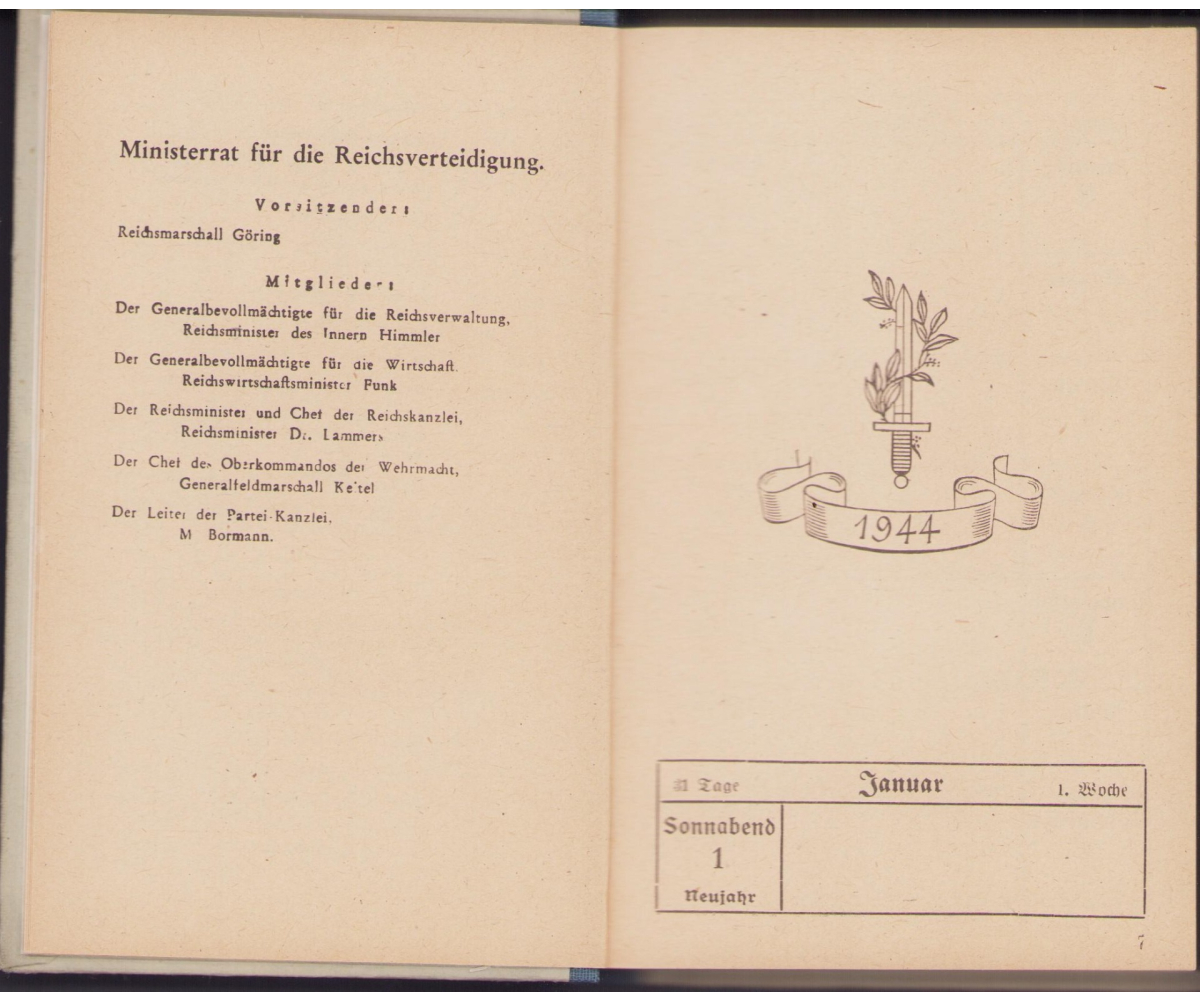 Ministerrat für die Reichsverteidigung.
Vorsitzender:
Reichsmarschall Göring
Mitglieder:
Der Generalbevollmächtigte für die Reichsverwaltung,
Reichsminister des Innern Himmler
Der Generalbevollmächtigte für die Wirtschaft.
Reichswirtschaftsminister Funk
Der Reichsminister und Chef der Reichskanzlei,
Reichsminister Dr. Lammers
Der Chef des Oberkommandos der Wehrmacht,
Generalfeldmarschall Keitel
Der Leiter der Partei-Kanzlei,
M Bormann.
1944
31 Tage Januar 1. Woche
Sonnabend
1
Neujahr
7